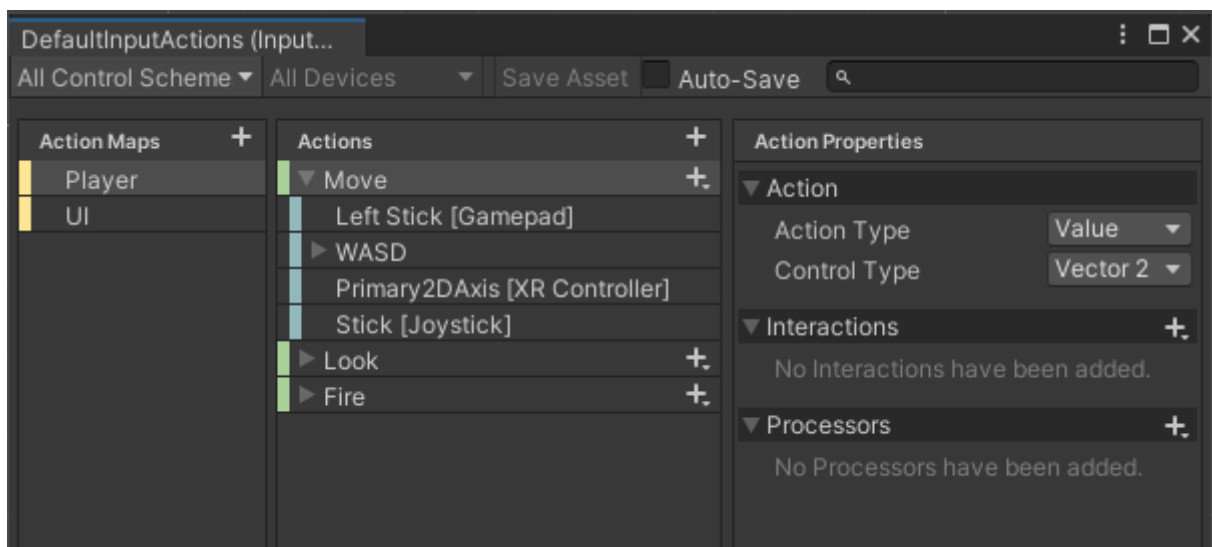 DefaultInputActions (Input...
All Control Scheme All Devices Save Asset Auto-Save
Action Maps
Player
UI
Actions
Move
Left Stick [Gamepad]
WASD
Primary2DAxis [XR Controller]
Stick [Joystick]
Look
Fire
Action Properties
Action
Action Type Value
Control Type Vector 2
Interactions
No Interactions have been added.
Processors
No Processors have been added.